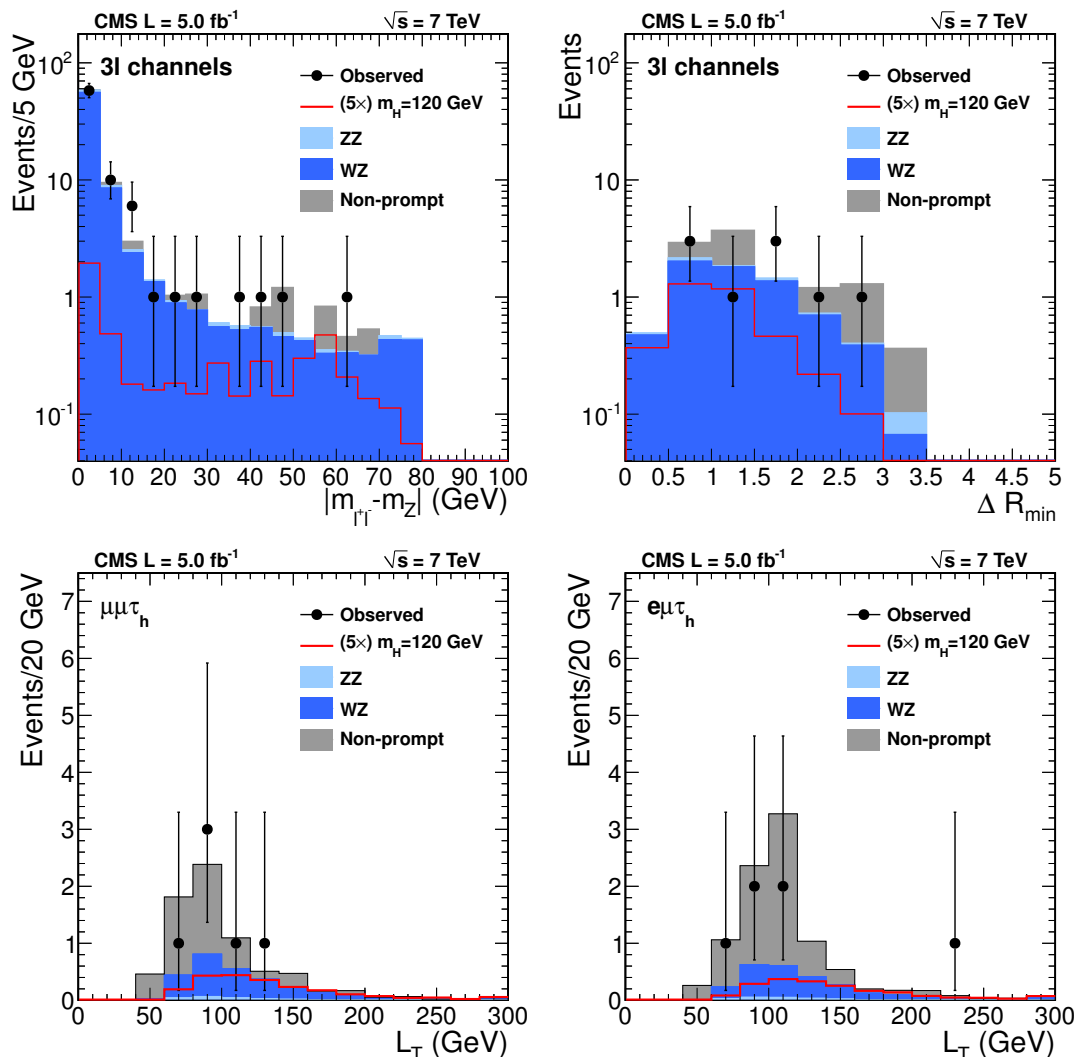 CMS L = 5.0 fb⁻¹ √s = 7 TeV
3l channels
Observed
(5×) m_H=120 GeV
ZZ
WZ
Non-prompt
Events/5 GeV
10²
10
1
10⁻¹
0 10 20 30 40 50 60 70 80 90 100
|m_l⁺l⁻-m_Z| (GeV)
CMS L = 5.0 fb⁻¹ √s = 7 TeV
3l channels
Observed
(5×) m_H=120 GeV
ZZ
WZ
Non-prompt
Events
10²
10
1
10⁻¹
0 0.5 1 1.5 2 2.5 3 3.5 4 4.5 5
Δ R_min
CMS L = 5.0 fb⁻¹ √s = 7 TeV
μμτ_h
Observed
(5×) m_H=120 GeV
ZZ
WZ
Non-prompt
Events/20 GeV
7
6
5
4
3
2
1
0
0 50 100 150 200 250 300
L_T (GeV)
CMS L = 5.0 fb⁻¹ √s = 7 TeV
eμτ_h
Observed
(5×) m_H=120 GeV
ZZ
WZ
Non-prompt
Events/20 GeV
7
6
5
4
3
2
1
0
0 50 100 150 200 250 300
L_T (GeV)